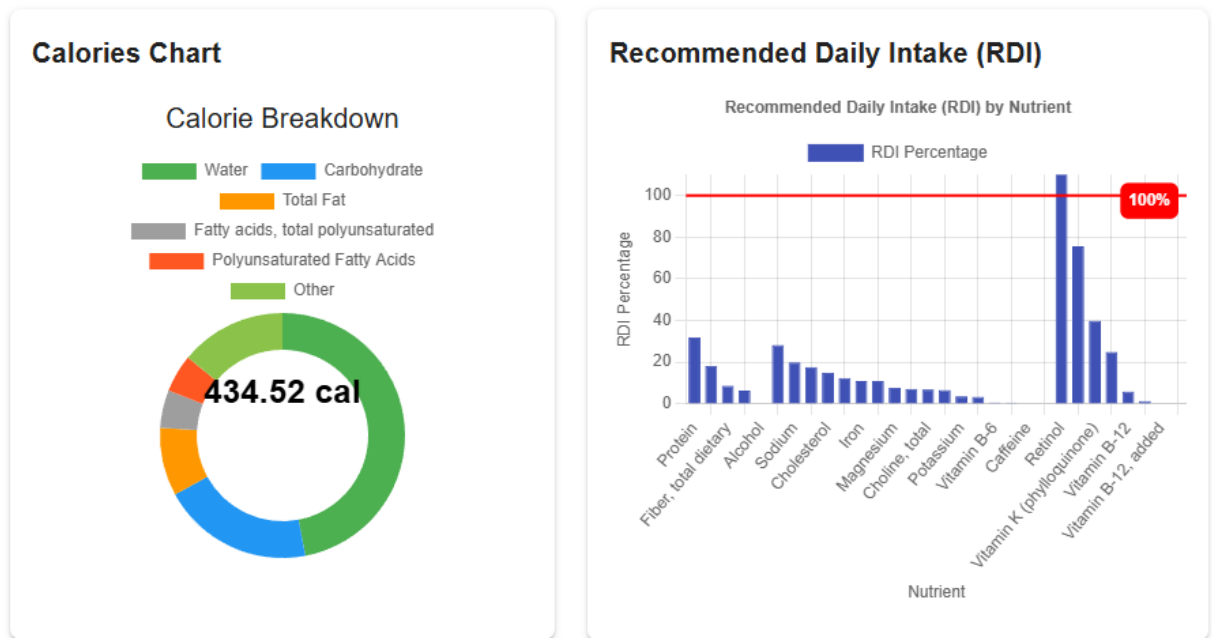 Calories Chart
Calorie Breakdown
Water Carbohydrate
Total Fat
Fatty acids, total polyunsaturated
Polyunsaturated Fatty Acids
Other
434.52 cal
Recommended Daily Intake (RDI)
Recommended Daily Intake (RDI) by Nutrient
RDI Percentage
100
80
60
40
20
0
RDI Percentage
100%
Protein
Fiber, total dietary
Alcohol
Sodium
Cholesterol
Iron
Magnesium
Choline, total
Potassium
Vitamin B-6
Caffeine
Retinol
Vitamin K (phylloquinone)
Vitamin B-12
Vitamin B-12, added
Nutrient